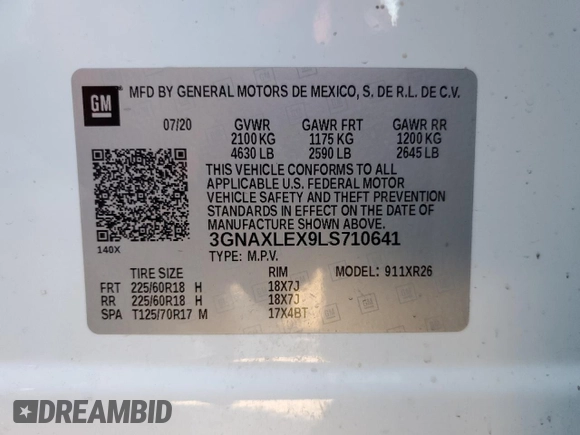 GM
MFD BY GENERAL MOTORS DE MEXICO, S. DE R.L. DE C.V.
07/20 GVWR GAWR FRT GAWR RR
2100 KG 1175 KG 1200 KG
4630 LB 2590 LB 2645 LB
THIS VEHICLE CONFORMS TO ALL
APPLICABLE U.S. FEDERAL MOTOR
VEHICLE SAFETY AND THEFT PREVENTION
STANDARDS IN EFFECT ON THE DATE
OF MANUFACTURE SHOWN ABOVE.
3GNAXLEX9LS710641
140X TYPE: M.P.V.
TIRE SIZE RIM MODEL: 911XR26
FRT 225/60R18 H 18X7J
RR 225/60R18 H 18X7J
SPA T125/70R17 M 17X4BT
DREAMBID